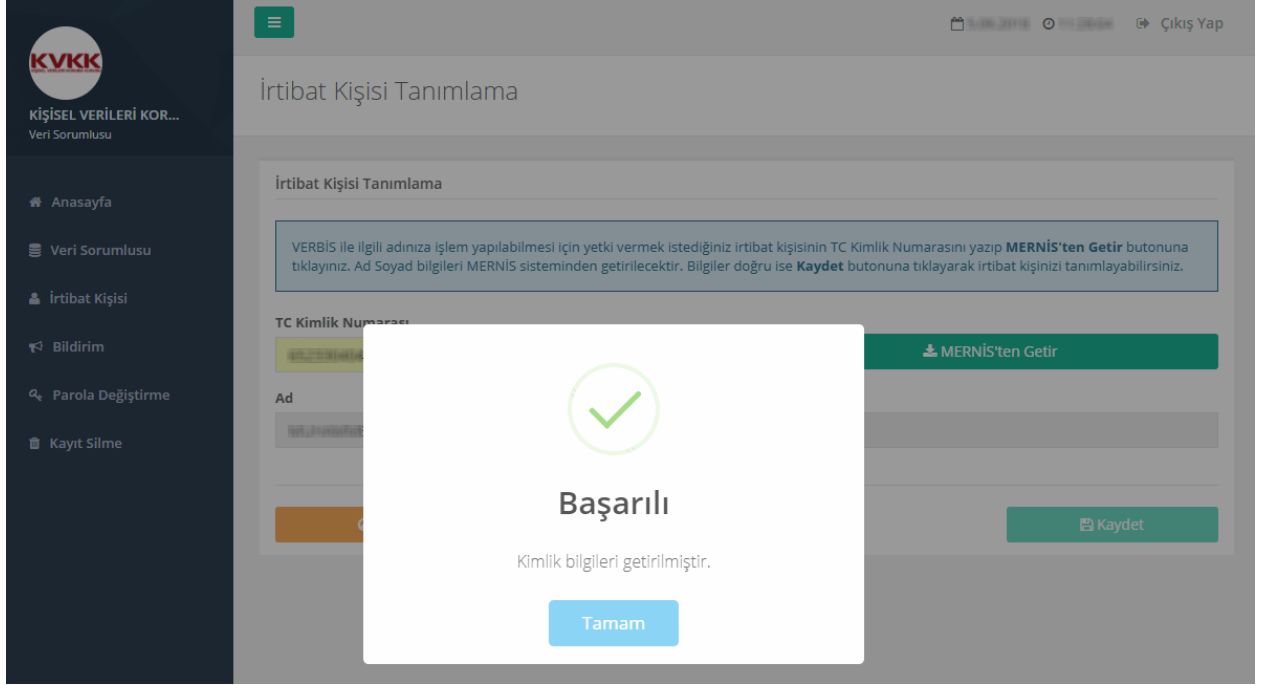 Çıkış Yap
KVKK
KİŞİSEL VERİLERİ KOR...
Veri Sorumlusu
Anasayfa
Veri Sorumlusu
İrtibat Kişisi
Bildirim
Parola Değiştirme
Kayıt Silme
İrtibat Kişisi Tanımlama
İrtibat Kişisi Tanımlama
VERBİS ile ilgili adınıza işlem yapılabilmesi için yetki vermek istediğiniz irtibat kişisinin TC Kimlik Numarasını yazıp MERNİS'ten Getir butonuna
tıklayınız. Ad Soyad bilgileri MERNİS sisteminden getirilecektir. Bilgiler doğru ise Kaydet butonuna tıklayarak irtibat kişinizi tanımlayabilirsiniz.
TC Kimlik Numarası
MERNİS'ten Getir
Ad
Kaydet
Başarılı
Kimlik bilgileri getirilmiştir.
Tamam